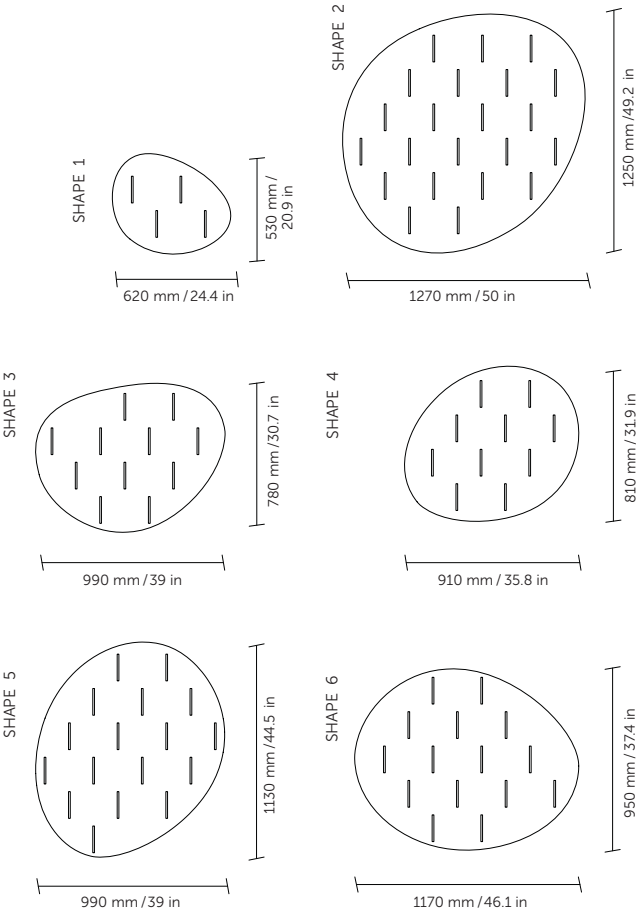 SHAPE 1
530 mm /
20.9 in
620 mm / 24.4 in
SHAPE 2
1250 mm / 49.2 in
1270 mm / 50 in
SHAPE 3
780 mm / 30.7 in
990 mm / 39 in
SHAPE 4
810 mm / 31.9 in
910 mm / 35.8 in
SHAPE 5
1130 mm / 44.5 in
990 mm / 39 in
SHAPE 6
950 mm / 37.4 in
1170 mm / 46.1 in